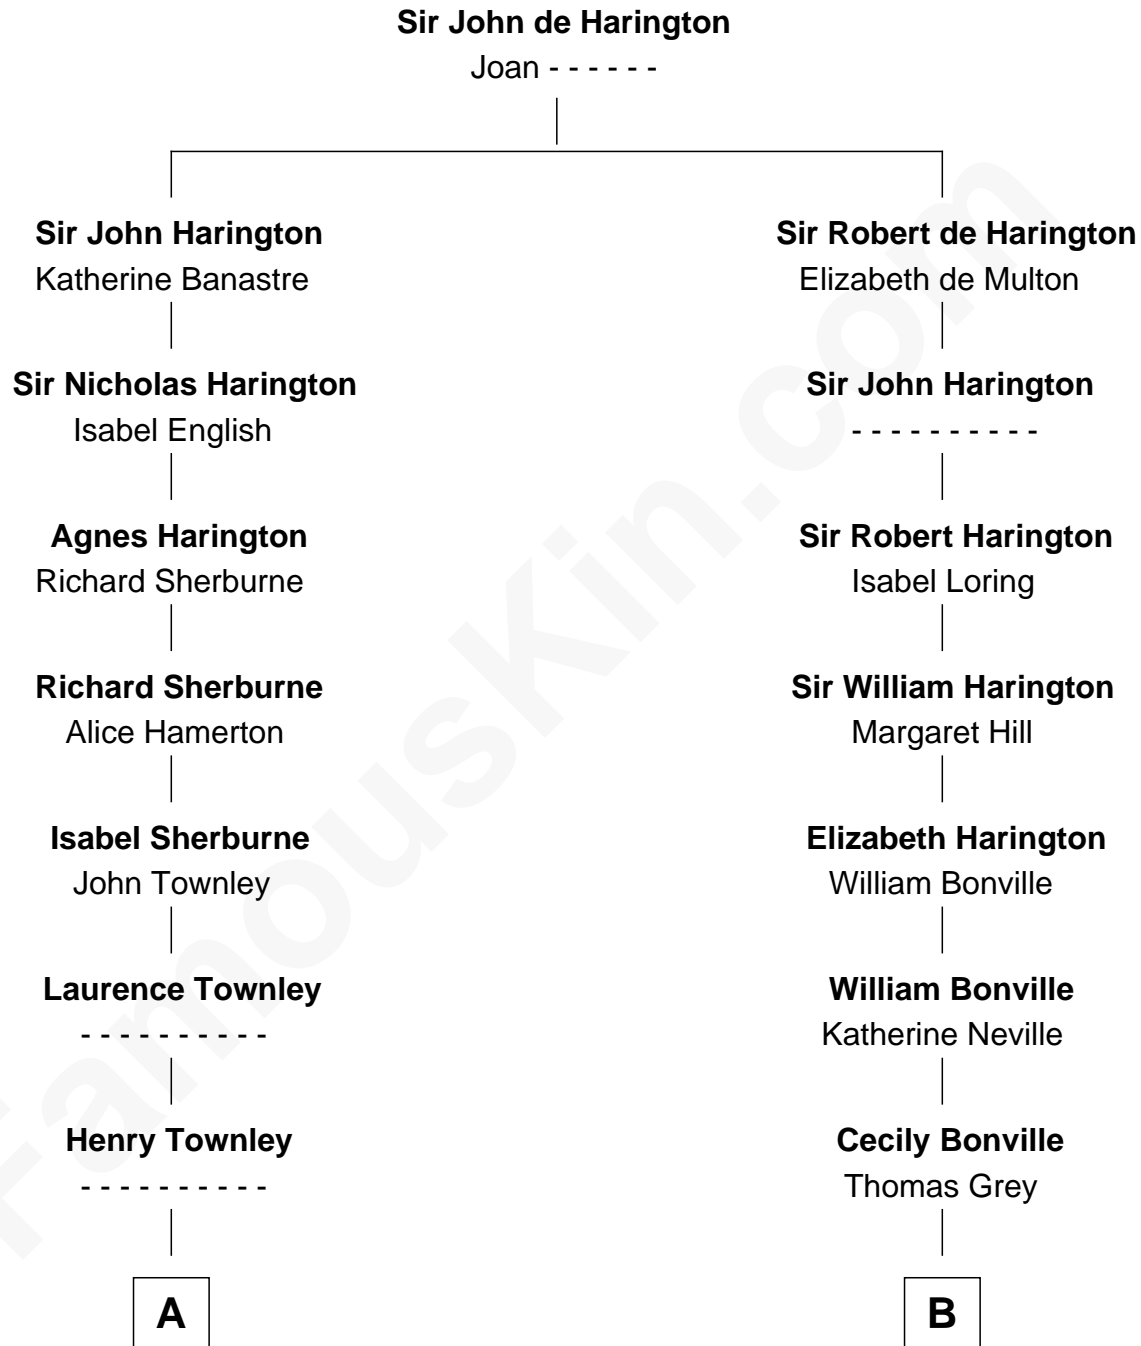 Sir John de Harington
Joan - - - - - -
Sir John Harington
Katherine Banastre
Sir Robert de Harington
Elizabeth de Multon
Sir Nicholas Harington
Isabel English
Sir John Harington
- - - - - - - - - -
Agnes Harington
Richard Sherburne
Sir Robert Harington
Isabel Loring
Richard Sherburne
Alice Hamerton
Sir William Harington
Margaret Hill
Isabel Sherburne
John Townley
Elizabeth Harington
William Bonville
Laurence Townley
- - - - - - - - - -
William Bonville
Katherine Neville
Henry Townley
- - - - - - - - - -
Cecily Bonville
Thomas Grey
A
B
FamousKin.com